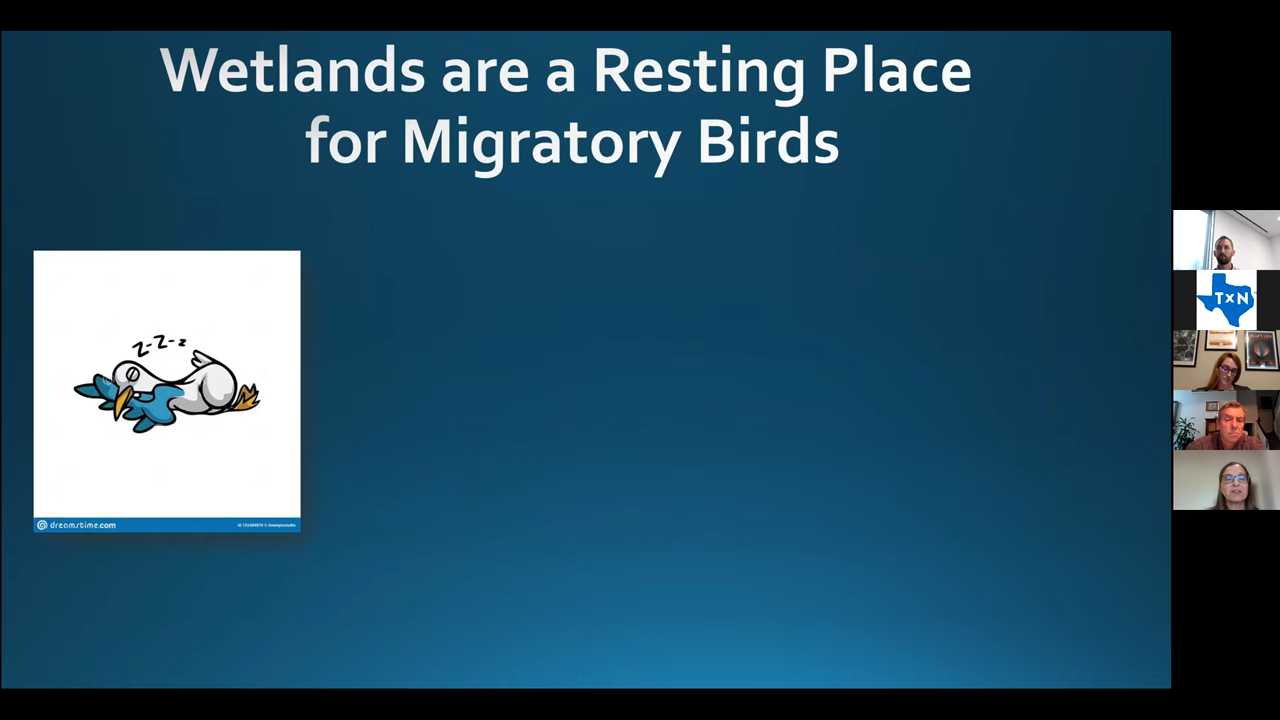 Wetlands are a Resting Place
for Migratory Birds
z-z-z
dreamstime.com
TxN